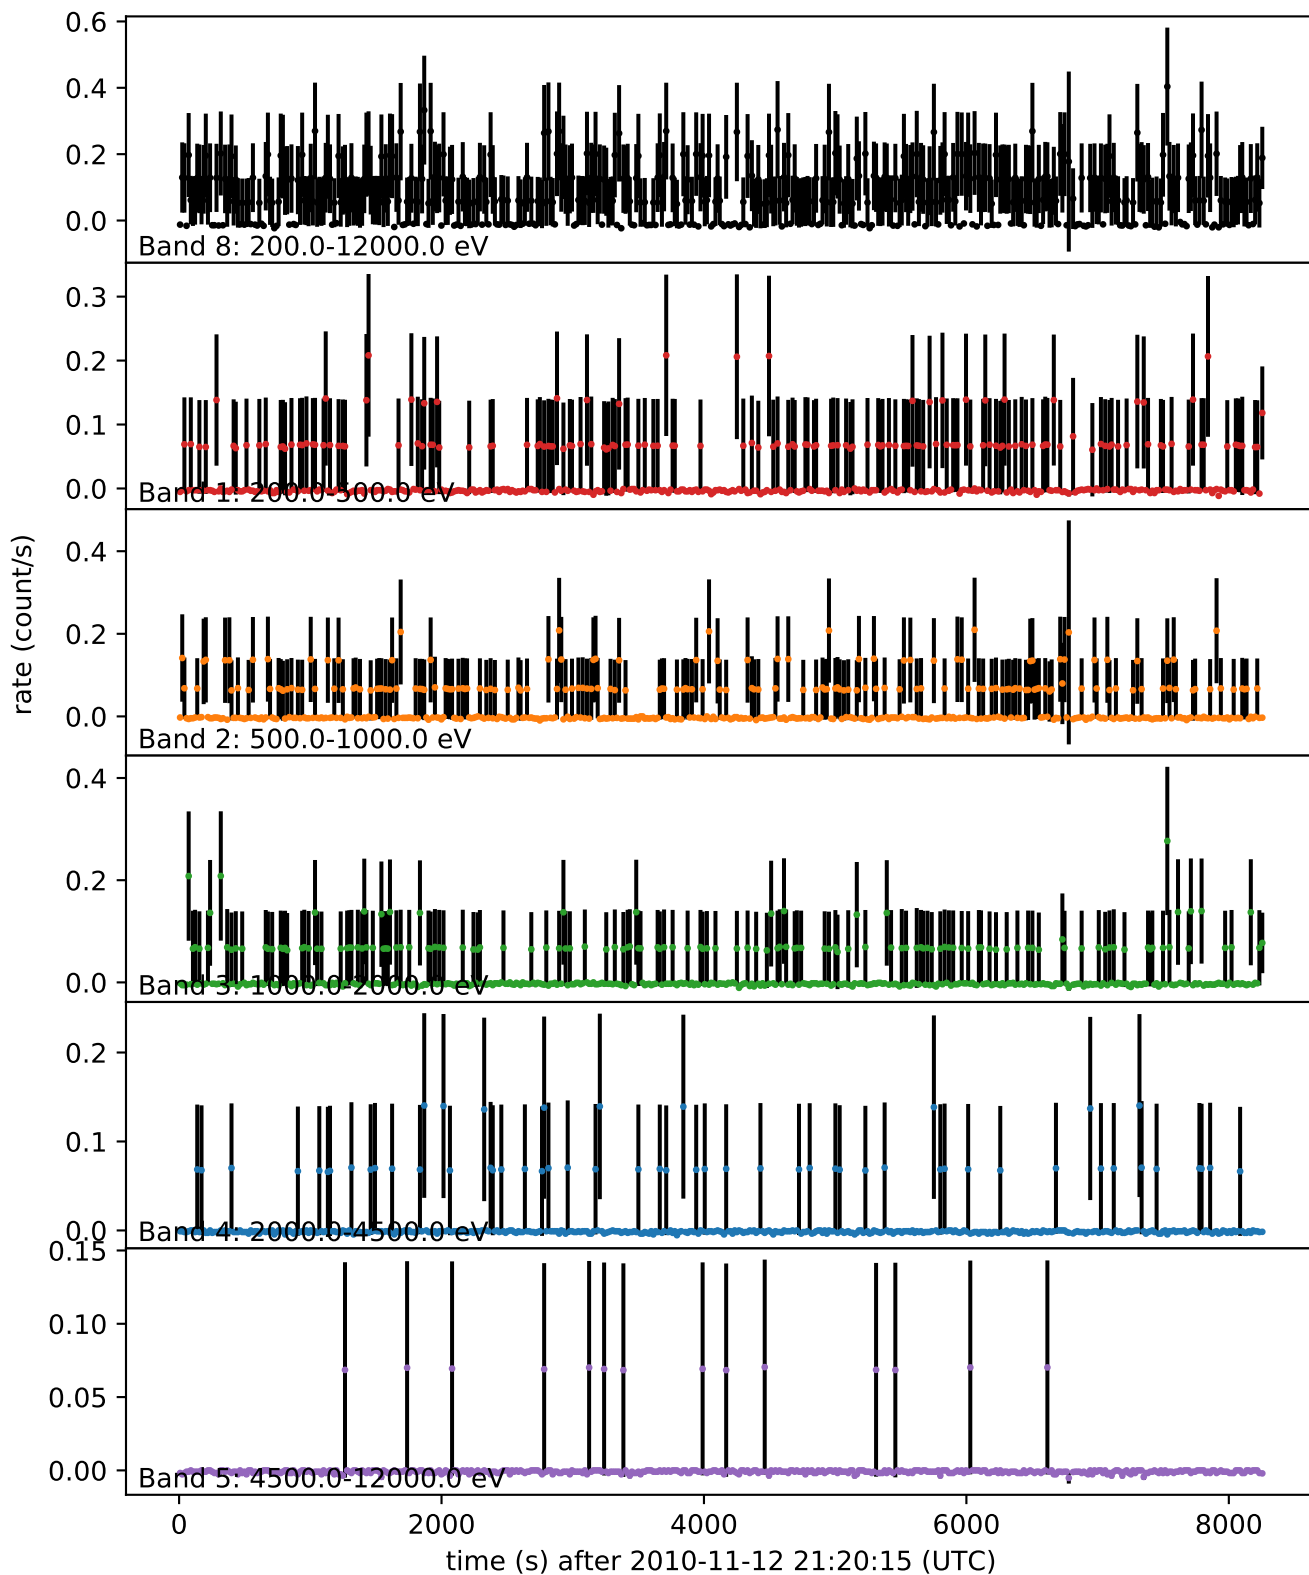 0.6
0.4
0.2
0.0
Band 8: 200.0-12000.0 eV
0.3
0.2
0.1
0.0
Band 1: 200.0-500.0 eV
rate (count/s)
0.4
0.2
0.0
Band 2: 500.0-1000.0 eV
0.4
0.2
0.0
Band 3: 1000.0-2000.0 eV
0.2
0.1
0.0
Band 4: 2000.0-4500.0 eV
0.15
0.10
0.05
0.00
Band 5: 4500.0-12000.0 eV
0 2000 4000 6000 8000
time (s) after 2010-11-12 21:20:15 (UTC)